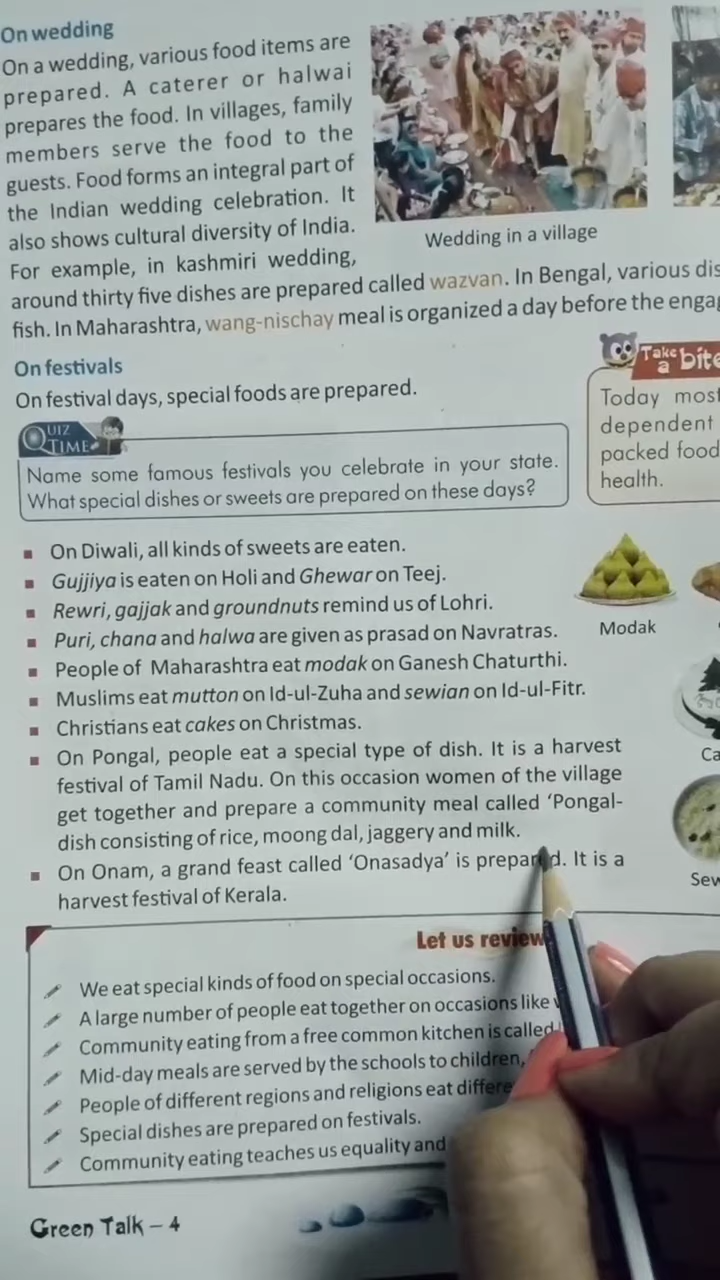 On wedding
On a wedding, various food items are
prepared. A caterer or halwai
prepares the food. In villages, family
members serve the food to the
guests. Food forms an integral part of
the Indian wedding celebration. It
also shows cultural diversity of India.
For example, in kashmiri wedding,
around thirty five dishes are prepared called wazvan. In Bengal, various
fish. In Maharashtra, wang-nischay meal is organized a day before the
Wedding in a village
On festivals
On festival days, special foods are prepared.
QUIZ
TIME
Name some famous festivals you celebrate in your state.
What special dishes or sweets are prepared on these days?
Take
a bite
Today most
dependent
packed food
health.
On Diwali, all kinds of sweets are eaten.
Gujjiya is eaten on Holi and Ghewar on Teej.
Rewri, gajjak and groundnuts remind us of Lohri.
Puri, chana and halwa are given as prasad on Navratras.
People of Maharashtra eat modak on Ganesh Chaturthi.
Muslims eat mutton on Id-ul-Zuha and sewian on Id-ul-Fitr.
Christians eat cakes on Christmas.
On Pongal, people eat a special type of dish. It is a harvest
festival of Tamil Nadu. On this occasion women of the village
get together and prepare a community meal called ‘Pongal-
dish consisting of rice, moong dal, jaggery and milk.
On Onam, a grand feast called ‘Onasadya’ is prepared. It is a
harvest festival of Kerala.
Modak
Let us review
We eat special kinds of food on special occasions.
A large number of people eat together on occasions like
Community eating from a free common kitchen is called
Mid-day meals are served by the schools to children,
People of different regions and religions eat
Special dishes are prepared on festivals.
Community eating teaches us equality and
Green Talk – 4